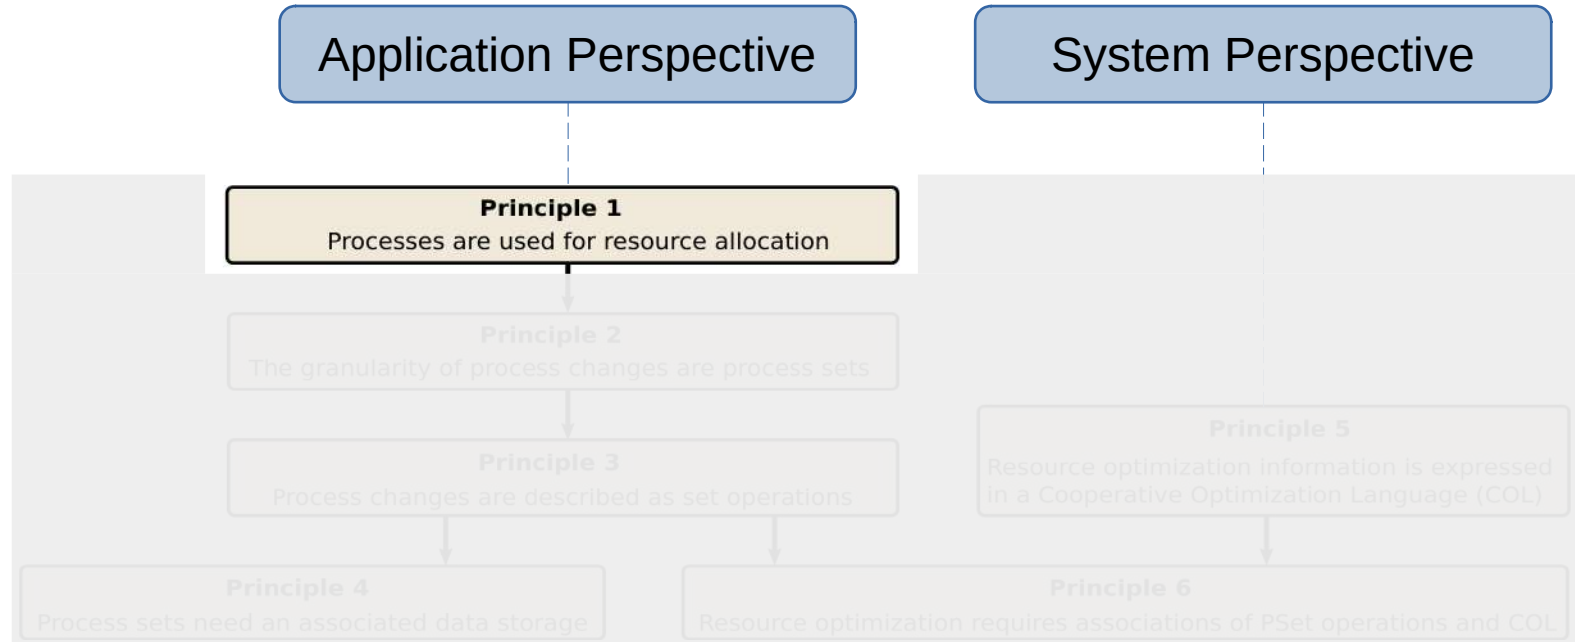 Application Perspective
System Perspective
Principle 1
Processes are used for resource allocation
Principle 2
The granularity of process changes are process sets
Principle 3
Process changes are described as set operations
Principle 5
Resource optimization information is expressed
in a Cooperative Optimization Language (COL)
Principle 4
Process sets need an associated data storage
Principle 6
Resource optimization requires associations of PSet operations and COL